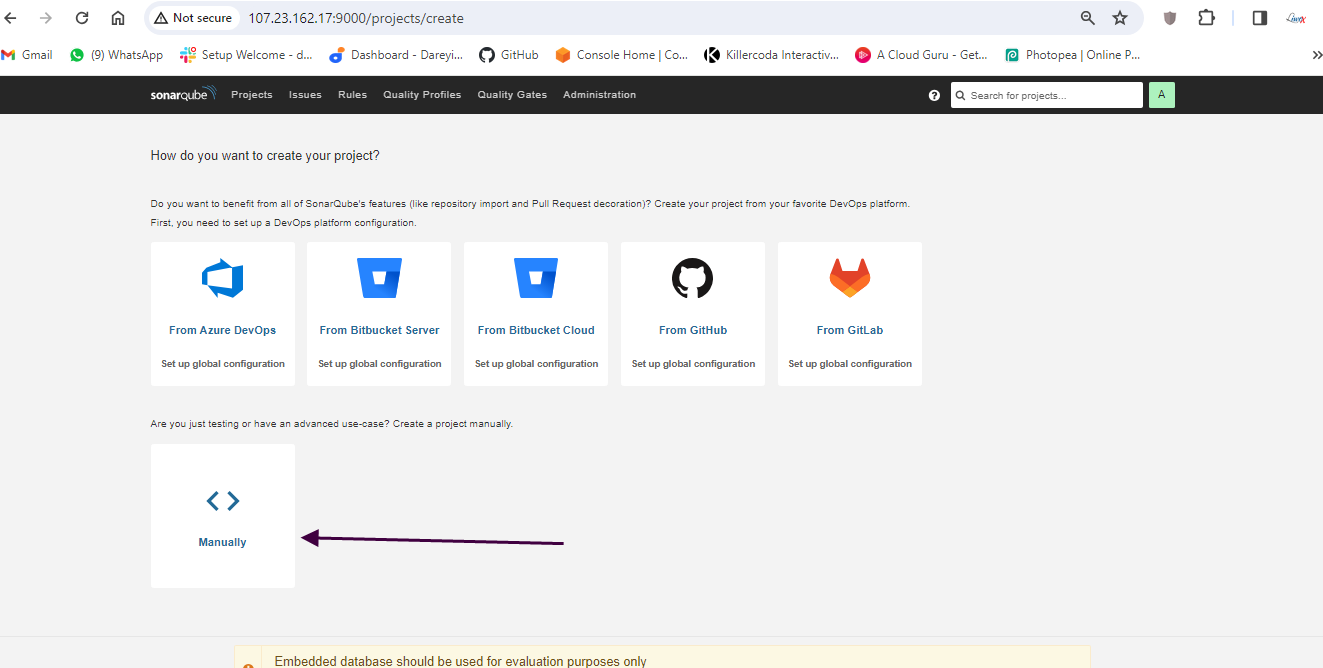 Not secure 107.23.162.17:9000/projects/create
Gmail (9) WhatsApp Setup Welcome - d... Dashboard - Dareyi... GitHub Console Home | Co... Killercoda Interactiv... A Cloud Guru - Get... Photopea | Online P...
sonarqube Projects Issues Rules Quality Profiles Quality Gates Administration ? Search for projects... A
How do you want to create your project?
Do you want to benefit from all of SonarQube's features (like repository import and Pull Request decoration)? Create your project from your favorite DevOps platform.
First, you need to set up a DevOps platform configuration.
From Azure DevOps From Bitbucket Server From Bitbucket Cloud From GitHub From GitLab
Set up global configuration Set up global configuration Set up global configuration Set up global configuration Set up global configuration
Are you just testing or have an advanced use-case? Create a project manually.
Manually
Embedded database should be used for evaluation purposes only